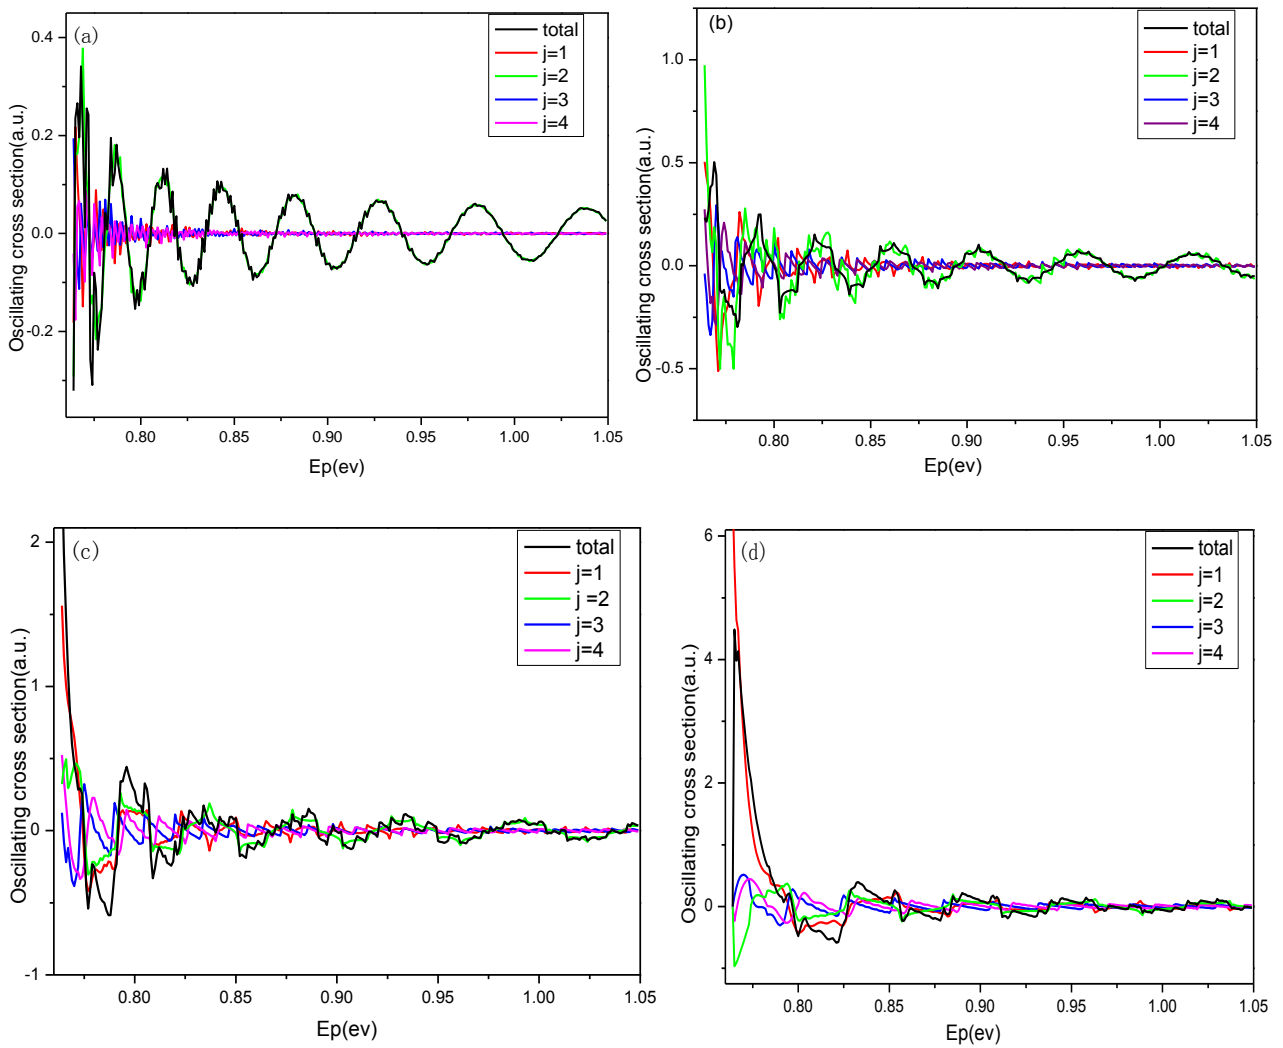 (a)
total
j=1
j=2
j=3
j=4
0.4
0.2
0.0
-0.2
Oscillating cross section(a.u.)
0.80
0.85
0.90
0.95
1.00
1.05
Ep(ev)
(b)
total
j=1
j=2
j=3
j=4
1.0
0.5
0.0
-0.5
Oscillating cross section(a.u.)
0.80
0.85
0.90
0.95
1.00
1.05
Ep(ev)
(c)
total
j=1
j =2
j=3
j=4
2
1
0
-1
Oscillating cross section(a.u.)
0.80
0.85
0.90
0.95
1.00
1.05
Ep(ev)
(d)
total
j=1
j=2
j=3
j=4
6
4
2
0
Oscillating cross section(a.u.)
0.80
0.85
0.90
0.95
1.00
1.05
Ep(ev)